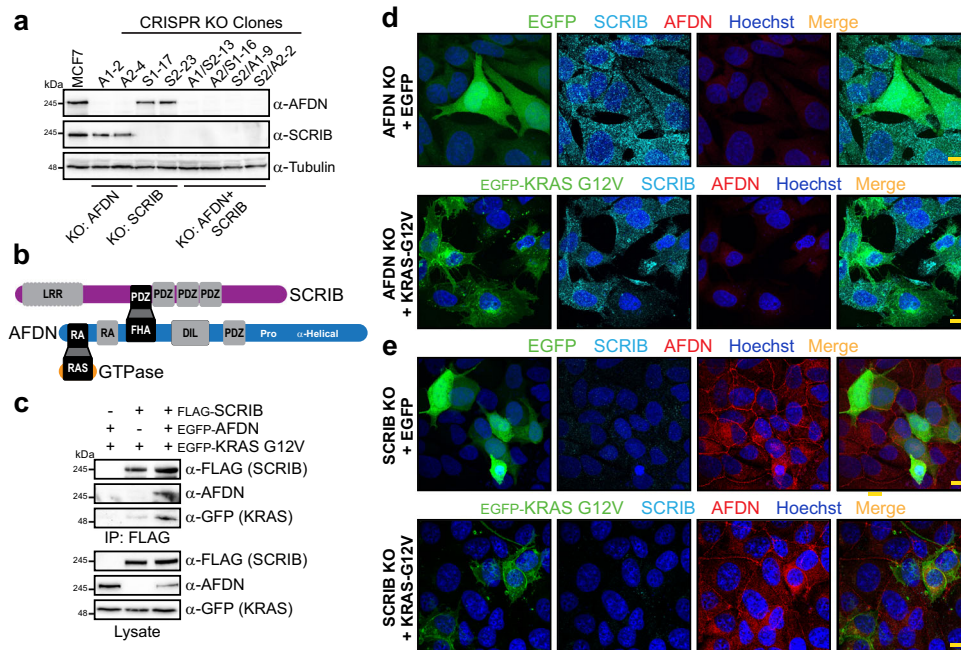 a
CRISPR KO Clones
kDa
MCF7
A1-2
A2-4
S1-17
S2-23
A1/S2-13
A2/S1-16
S2/A1-9
S2/A2-2
245
α-AFDN
245
α-SCRIB
48
α-Tubulin
KO: AFDN
KO: SCRIB
KO: AFDN+
SCRIB
b
LRR PDZ PDZ PDZ PDZ SCRIB
AFDN RA RA FHA DIL PDZ Pro α-Helical
RAS GTPase
c
- + + FLAG-SCRIB
+ - + EGFP-AFDN
+ + + EGFP-KRAS G12V
kDa
245 α-FLAG (SCRIB)
245 α-AFDN
48 α-GFP (KRAS)
IP: FLAG
245 α-FLAG (SCRIB)
245 α-AFDN
48 α-GFP (KRAS)
Lysate
d
EGFP SCRIB AFDN Hoechst Merge
AFDN KO
+ EGFP
EGFP-KRAS G12V SCRIB AFDN Hoechst Merge
AFDN KO
+ KRAS-G12V
e
EGFP SCRIB AFDN Hoechst Merge
SCRIB KO
+ EGFP
EGFP-KRAS G12V SCRIB AFDN Hoechst Merge
SCRIB KO
+ KRAS-G12V